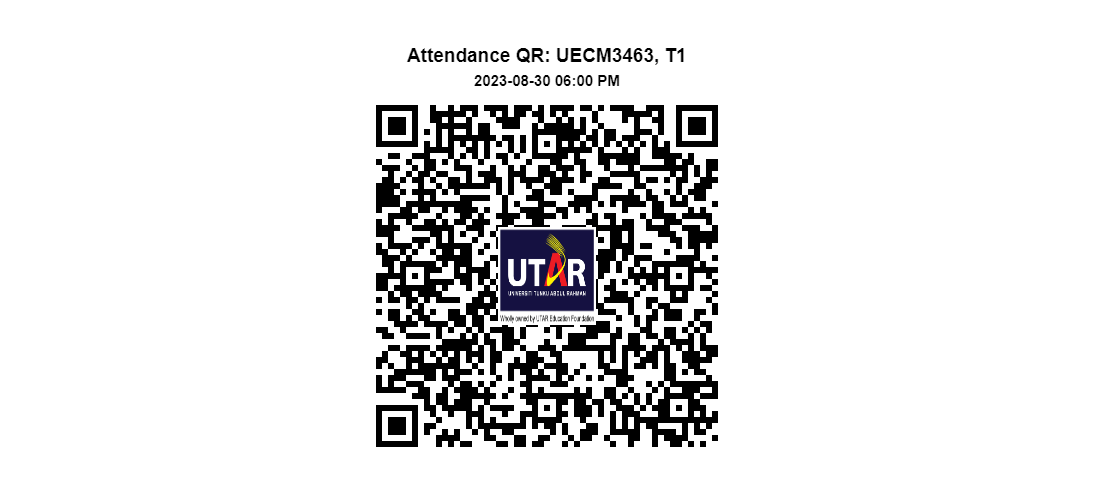 Attendance QR: UECM3463, T1
2023-08-30 06:00 PM
UTAR
UNIVERSITI TUNKU ABDUL RAHMAN
Wholly owned by UTAR Education Foundation